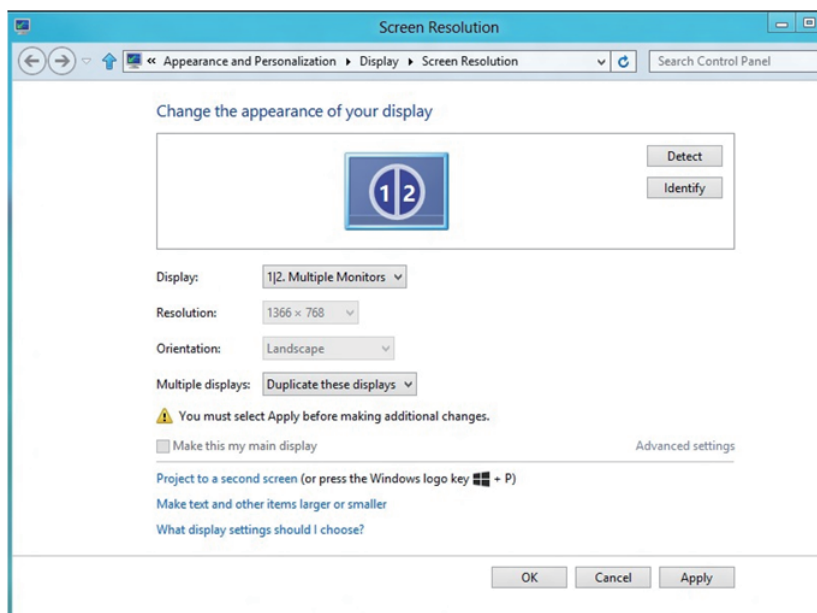 Screen Resolution
« Appearance and Personalization ▸ Display ▸ Screen Resolution
Search Control Panel
Change the appearance of your display
1|2
Detect
Identify
Display: 1|2. Multiple Monitors
Resolution: 1366 × 768
Orientation: Landscape
Multiple displays: Duplicate these displays
You must select Apply before making additional changes.
Make this my main display
Advanced settings
Project to a second screen (or press the Windows logo key + P)
Make text and other items larger or smaller
What display settings should I choose?
OK Cancel Apply